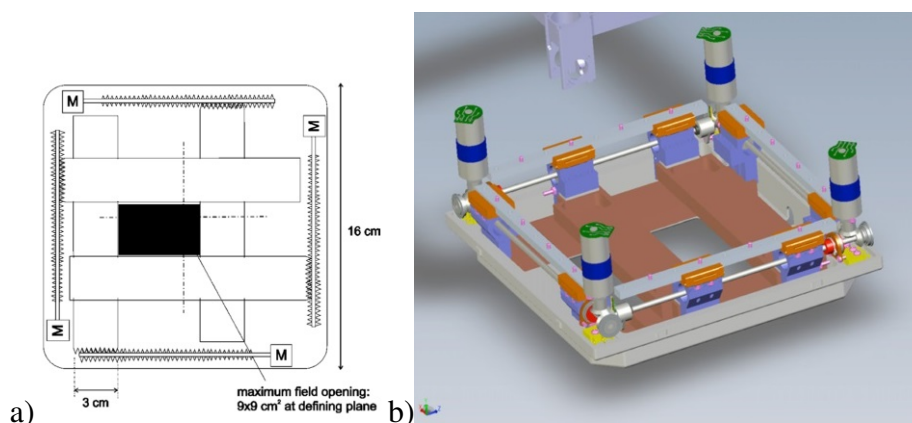 M
M
16 cm
M
M
3 cm
maximum field opening:
9x9 cm² at defining plane
a)
b)